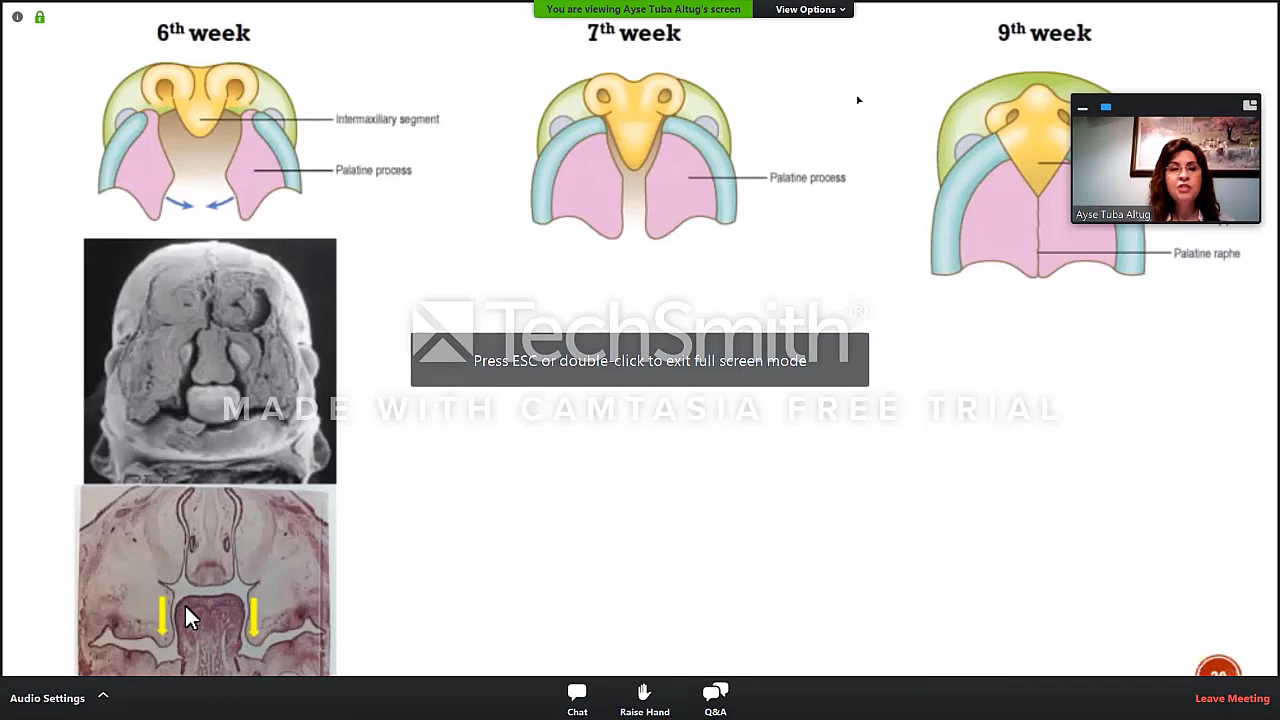 You are viewing Ayse Tuba Altug's screen
View Options
6th week
7th week
9th week
Intermaxillary segment
Palatine process
Palatine process
Ayse Tuba Altug
Palatine raphe
TechSmith®
Press ESC or double-click to exit full screen mode
MADE WITH CAMTASIA FREE TRIAL
Audio Settings
Chat
Raise Hand
Q&A
Leave Meeting